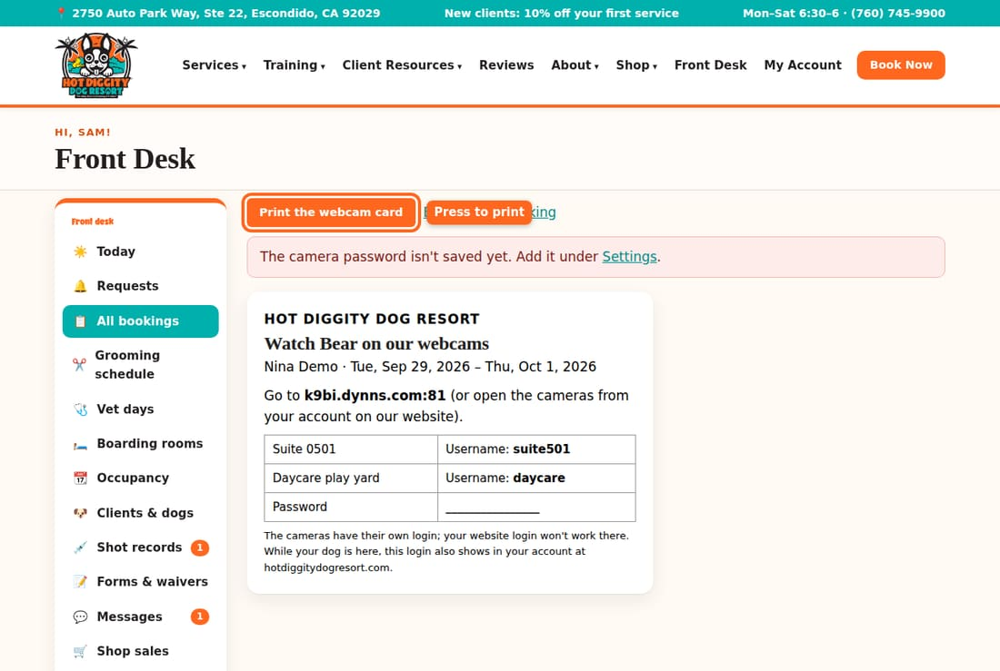 2750 Auto Park Way, Ste 22, Escondido, CA 92029
New clients: 10% off your first service
Mon–Sat 6:30–6 · (760) 745-9900
HOT DIGGITY
DOG RESORT
Services ▾
Training ▾
Client Resources ▾
Reviews
About ▾
Shop ▾
Front Desk
My Account
Book Now
HI, SAM!
Front Desk
Front desk
Today
Requests
All bookings
Grooming
schedule
Vet days
Boarding rooms
Occupancy
Clients & dogs
Shot records 1
Forms & waivers
Messages 1
Shop sales
Print the webcam card
Press to print
The camera password isn't saved yet. Add it under Settings.
HOT DIGGITY DOG RESORT
Watch Bear on our webcams
Nina Demo · Tue, Sep 29, 2026 – Thu, Oct 1, 2026
Go to k9bi.dynns.com:81 (or open the cameras from
your account on our website).
Suite 0501 Username: suite501
Daycare play yard Username: daycare
Password ________________
The cameras have their own login; your website login won't work there.
While your dog is here, this login also shows in your account at
hotdiggitydogresort.com.